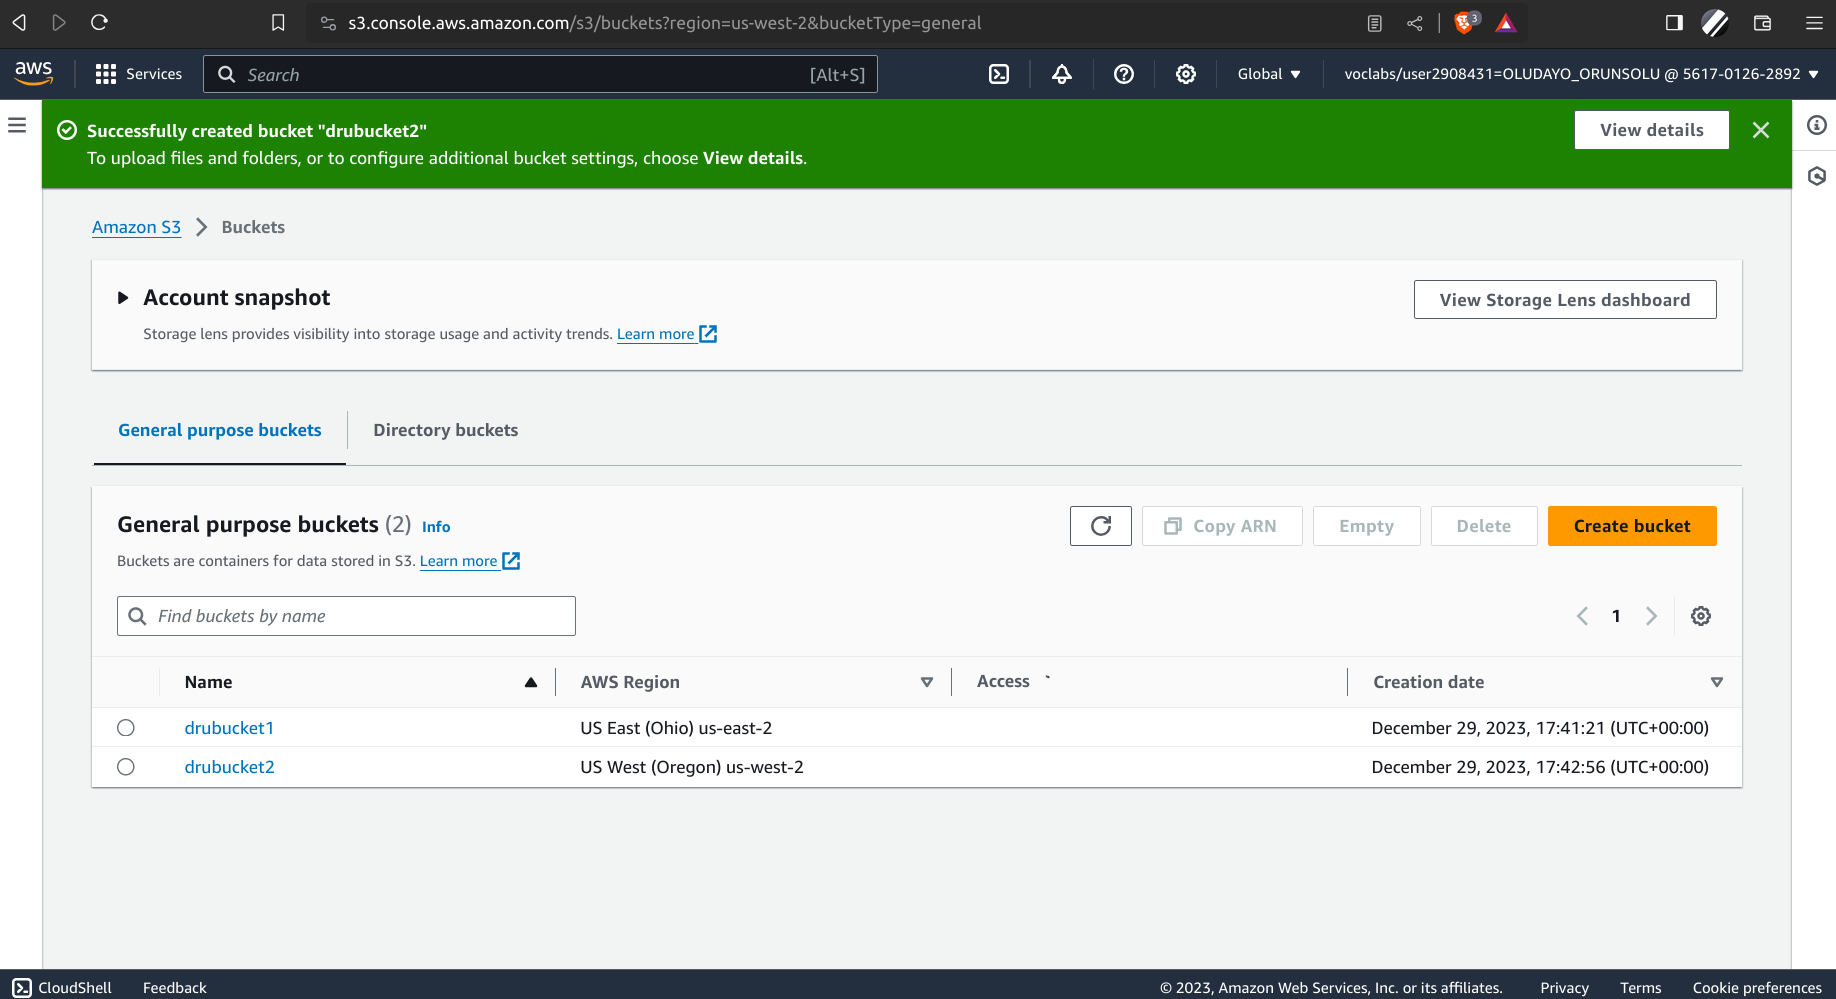 s3.console.aws.amazon.com/s3/buckets?region=us-west-2&bucketType=general
3
aws
Services
Search
[Alt+S]
Global
voclabs/user2908431=OLUDAYO_ORUNSOLU @ 5617-0126-2892
Successfully created bucket "drubucket2"
To upload files and folders, or to configure additional bucket settings, choose View details.
View details
Amazon S3
Buckets
Account snapshot
View Storage Lens dashboard
Storage lens provides visibility into storage usage and activity trends. Learn more
General purpose buckets
Directory buckets
General purpose buckets (2) Info
Copy ARN
Empty
Delete
Create bucket
Buckets are containers for data stored in S3. Learn more
Find buckets by name
1
Name
AWS Region
Access
Creation date
drubucket1
US East (Ohio) us-east-2
December 29, 2023, 17:41:21 (UTC+00:00)
drubucket2
US West (Oregon) us-west-2
December 29, 2023, 17:42:56 (UTC+00:00)
CloudShell
Feedback
© 2023, Amazon Web Services, Inc. or its affiliates.
Privacy
Terms
Cookie preferences